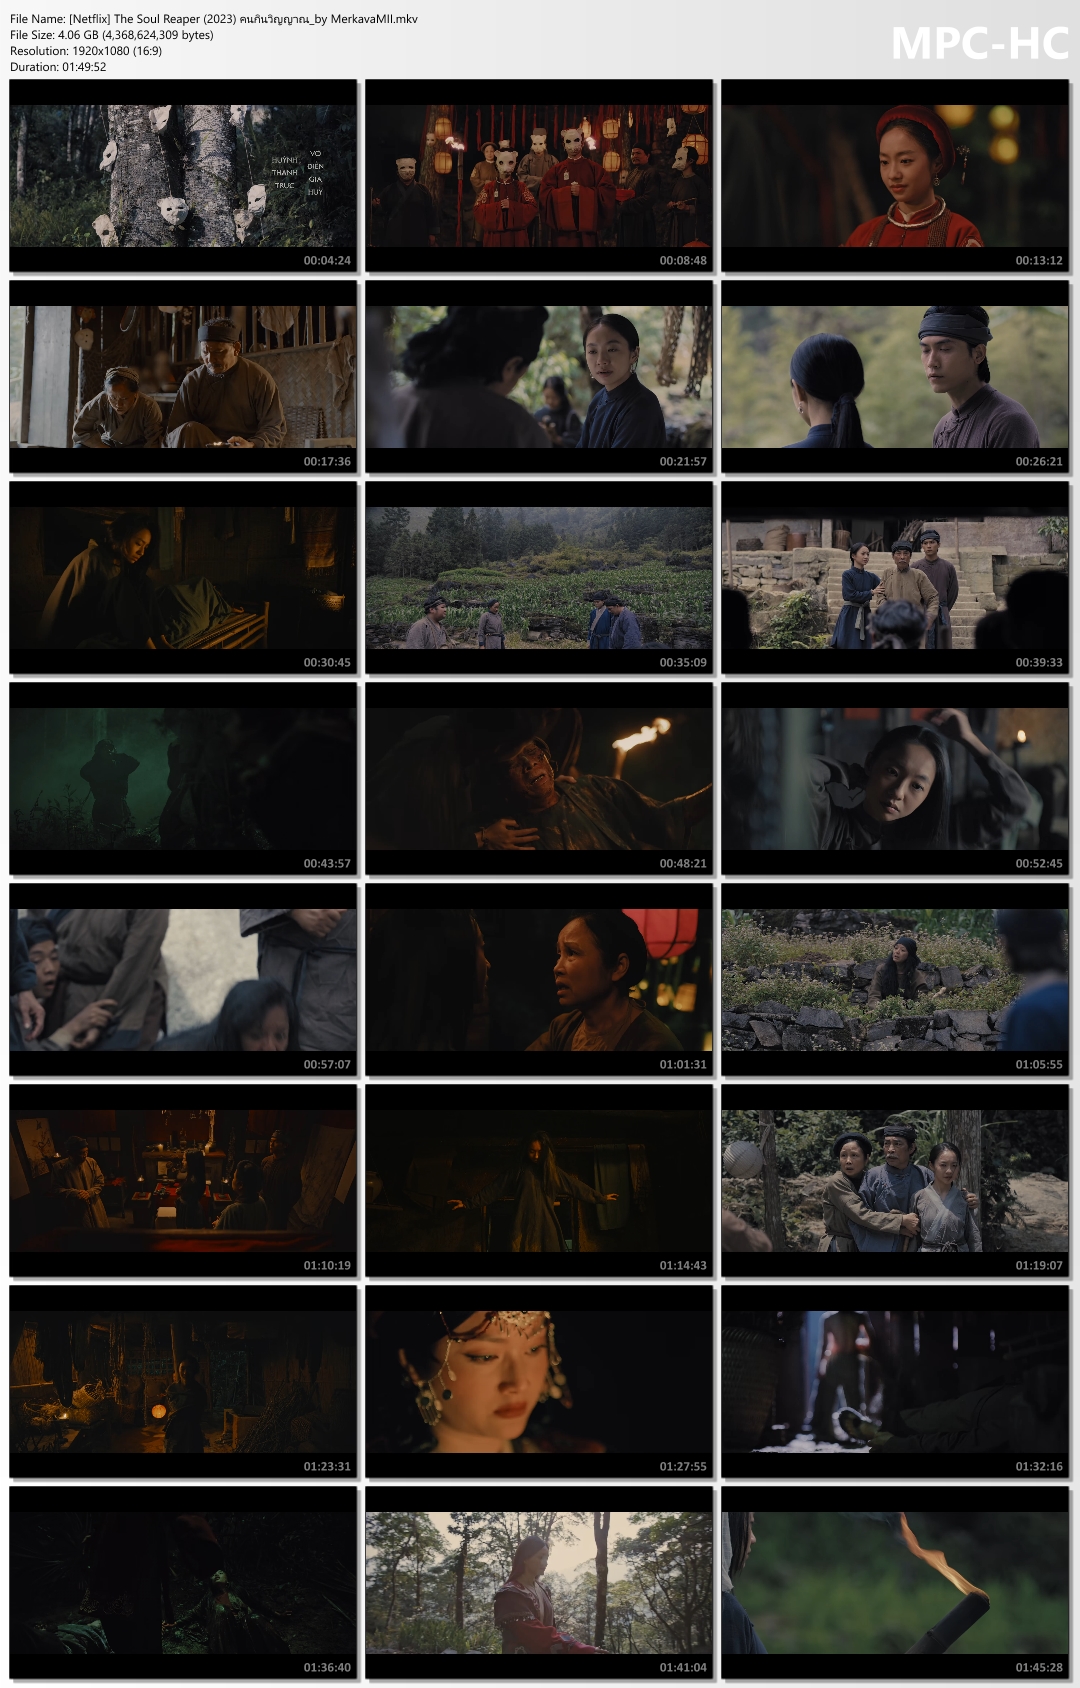 File Name: [Netflix] The Soul Reaper (2023) คนกินวิญญาณ_by MerkavaMII.mkv
File Size: 4.06 GB (4,368,624,309 bytes)
Resolution: 1920x1080 (16:9)
Duration: 01:49:52
MPC-HC
HUỲNH
THANH
TRỰC
VÕ
ĐIỀN
GIA
HUY
00:04:24
00:08:48
00:13:12
00:17:36
00:21:57
00:26:21
00:30:45
00:35:09
00:39:33
00:43:57
00:48:21
00:52:45
00:57:07
01:01:31
01:05:55
01:10:19
01:14:43
01:19:07
01:23:31
01:27:55
01:32:16
01:36:40
01:41:04
01:45:28